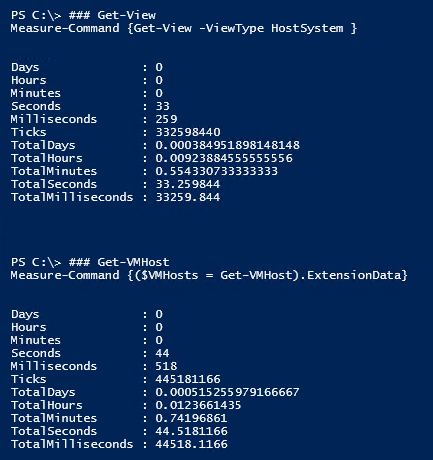 PS C:\> ### Get-View
Measure-Command {Get-View -ViewType HostSystem }
Days : 0
Hours : 0
Minutes : 0
Seconds : 33
Milliseconds : 259
Ticks : 332598440
TotalDays : 0.000384951898148148
TotalHours : 0.00923884555555556
TotalMinutes : 0.554330733333333
TotalSeconds : 33.259844
TotalMilliseconds : 33259.844
PS C:\> ### Get-VMHost
Measure-Command {($VMHosts = Get-VMHost).ExtensionData}
Days : 0
Hours : 0
Minutes : 0
Seconds : 44
Milliseconds : 518
Ticks : 445181166
TotalDays : 0.000515255979166667
TotalHours : 0.0123661435
TotalMinutes : 0.74196861
TotalSeconds : 44.5181166
TotalMilliseconds : 44518.1166